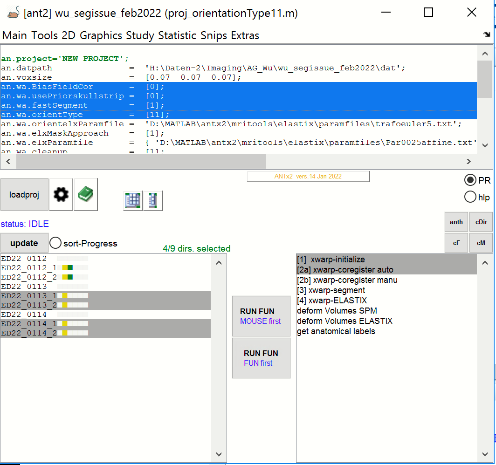 [ant2] wu_segissue_feb2022 (proj_orientationType11.m)
Main Tools 2D Graphics Study Statistic Snips Extras
an.project='NEW PROJECT';
an.datpath = 'H:\Daten-2\Imaging\AG_Wu\wu_segissue_feb2022\dat';
an.voxsize = [0.07 0.07 0.07];
an.wa.BiasFieldCor = [0];
an.wa.usePriorskullstrip = [0];
an.wa.fastSegment = [1];
an.wa.orientType = [11];
an.wa.orientelxParamfile = 'D:\MATLAB\antx2\mritools\elastix\paramfiles\trafoeuler5.txt';
an.wa.elxMaskApproach = [1];
an.wa.elxParamfile = { 'D:\MATLAB\antx2\mritools\elastix\paramfiles\Par0025affine.txt'
an.wa.cleanup = [1];
ANTx2 vers 14 Jan 2022
loadproj
PR
hlp
status: IDLE
anth
cDir
update
sort-Progress
4/9 dirs. selected
cF
cM
ED22_0112
ED22_0112_1
ED22_0112_2
ED22_0113
ED22_0113_1
ED22_0113_2
ED22_0114
ED22_0114_1
ED22_0114_2
RUN FUN
MOUSE first
RUN FUN
FUN first
[1] xwarp-initialize
[2a] xwarp-coregister auto
[2b] xwarp-coregister manu
[3] xwarp-segment
[4] xwarp-ELASTIX
deform Volumes SPM
deform Volumes ELASTIX
get anatomical labels